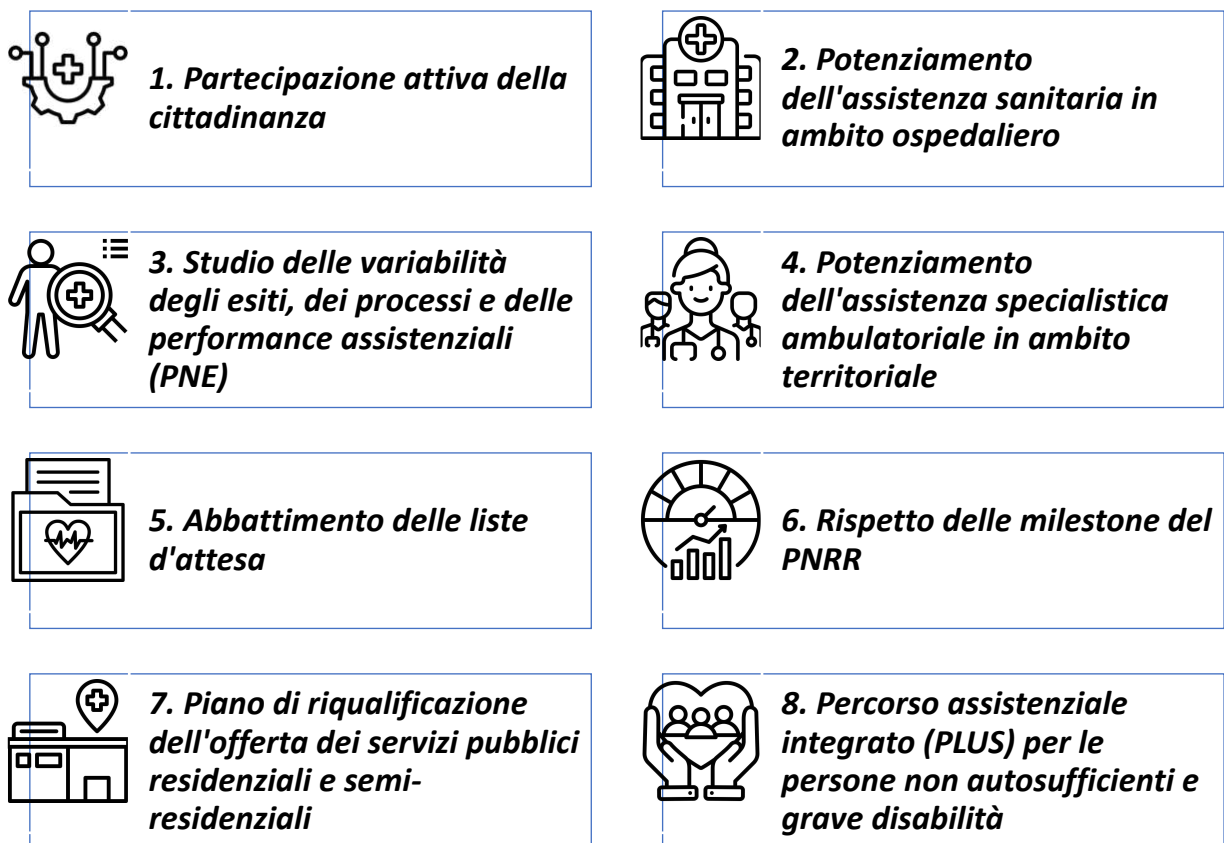 1. Partecipazione attiva della
cittadinanza
2. Potenziamento
dell'assistenza sanitaria in
ambito ospedaliero
3. Studio delle variabilità
degli esiti, dei processi e delle
performance assistenziali
(PNE)
4. Potenziamento
dell'assistenza specialistica
ambulatoriale in ambito
territoriale
5. Abbattimento delle liste
d'attesa
6. Rispetto delle milestone del
PNRR
7. Piano di riqualificazione
dell'offerta dei servizi pubblici
residenziali e semi-
residenziali
8. Percorso assistenziale
integrato (PLUS) per le
persone non autosufficienti e
grave disabilità